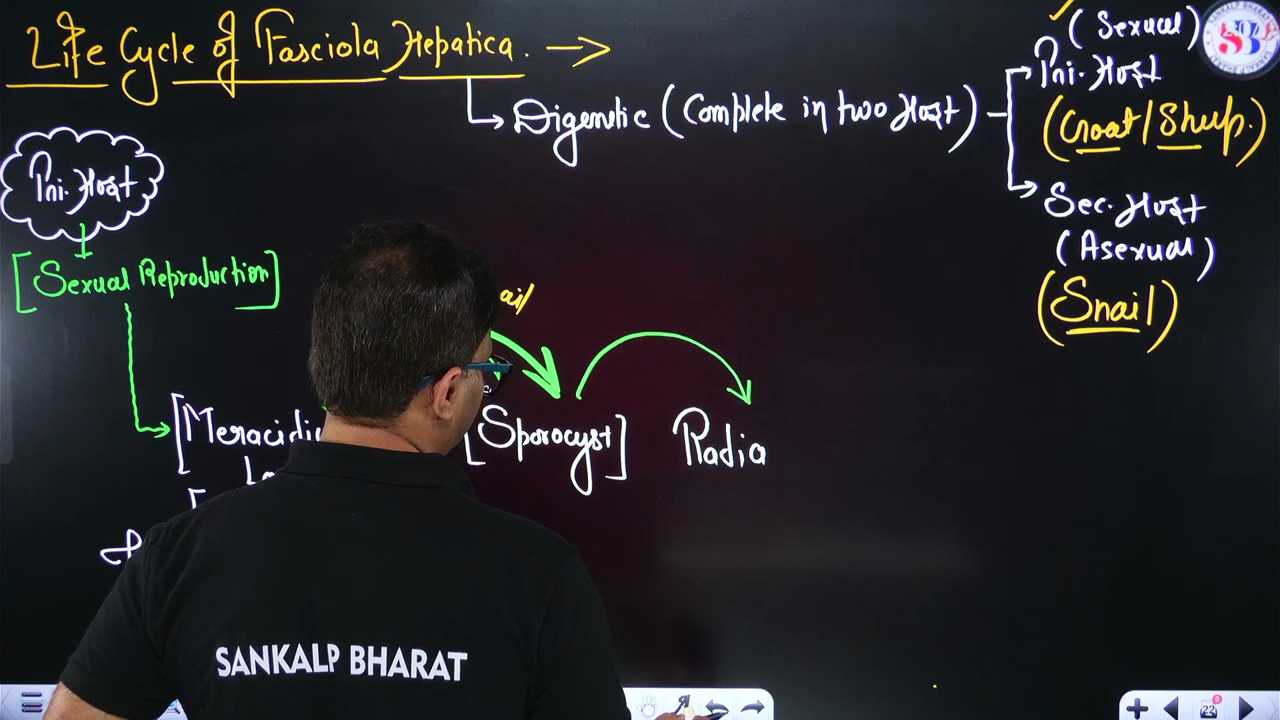 Life Cycle of Fasciola Hepatica. →
(Sexual)
Digenetic (Complete in two Host)
Pri. Host
(Goat/Sheep.)
Pri. Host
Sec. Host
(Asexual)
(Snail)
[Sexual Reproduction]
[Sporocyst]
Radia
SANKALP BHARAT